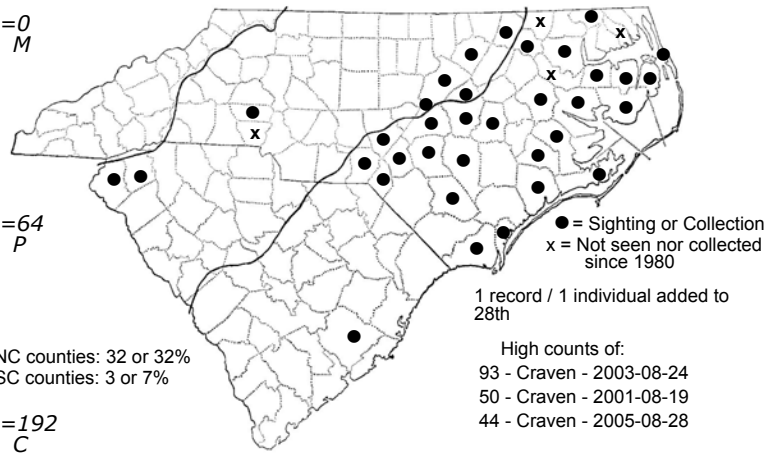 =0
M
=64
P
● = Sighting or Collection
x = Not seen nor collected
since 1980
1 record / 1 individual added to
28th
NC counties: 32 or 32%
SC counties: 3 or 7%
High counts of:
93 - Craven - 2003-08-24
50 - Craven - 2001-08-19
44 - Craven - 2005-08-28
=192
C